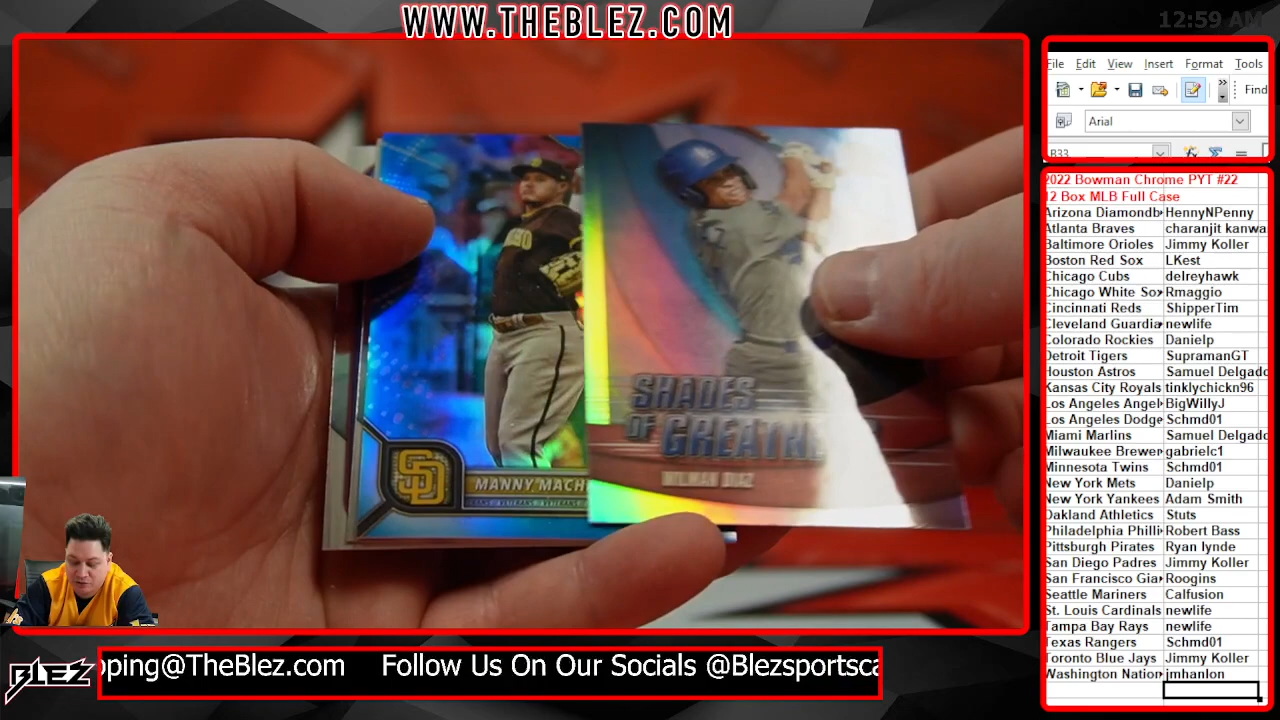 WWW.THEBLEZ.COM
12:59 AM
File Edit View Insert Format Tools
Find
Arial
B33
2022 Bowman Chrome PYT #22
12 Box MLB Full Case
Arizona Diamondb HennyNPenny
Atlanta Braves charanjit kanwa
Baltimore Orioles Jimmy Koller
Boston Red Sox LKest
Chicago Cubs delreyhawk
Chicago White Sox Rmaggio
Cincinnati Reds ShipperTim
Cleveland Guardia newlife
Colorado Rockies Danielp
Detroit Tigers SupramanGT
Houston Astros Samuel Delgado
Kansas City Royals tinklychickn96
Los Angeles Angel BigWillyJ
Los Angeles Dodge Schmd01
Miami Marlins Samuel Delgado
Milwaukee Brewer gabrielc1
Minnesota Twins Schmd01
New York Mets Danielp
New York Yankees Adam Smith
Oakland Athletics Stuts
Philadelphia Philli Robert Bass
Pittsburgh Pirates Ryan lynde
San Diego Padres Jimmy Koller
San Francisco Gia Roogins
Seattle Mariners Calfusion
St. Louis Cardinals newlife
Tampa Bay Rays newlife
Texas Rangers Schmd01
Toronto Blue Jays Jimmy Koller
Washington Nation jmhanlon
SD
MANNY MACH
SHADES
OF GREATN
BLEZ
pping@TheBlez.com Follow Us On Our Socials @Blezsportsca